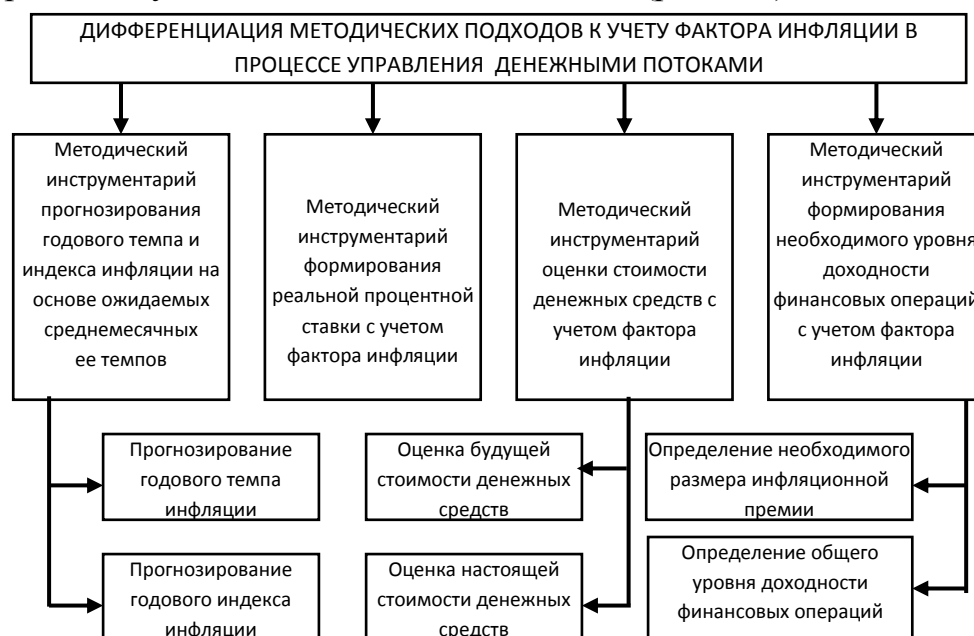 ДИФФЕРЕНЦИАЦИЯ МЕТОДИЧЕСКИХ ПОДХОДОВ К УЧЕТУ ФАКТОРА ИНФЛЯЦИИ В
ПРОЦЕССЕ УПРАВЛЕНИЯ ДЕНЕЖНЫМИ ПОТОКАМИ
Методический
инструментарий
прогнозирования
годового темпа и
индекса инфляции на
основе ожидаемых
среднемесячных
ее темпов
Методический
инструментарий
формирования
реальной процентной
ставки с учетом
фактора инфляции
Методический
инструментарий
оценки стоимости
денежных средств с
учетом фактора
инфляции
Методический
инструментарий
формирования
необходимого уровня
доходности
финансовых операций
с учетом фактора
инфляции
Прогнозирование
годового темпа
инфляции
Оценка будущей
стоимости денежных
средств
Определение необходимого
размера инфляционной
премии
Прогнозирование
годового индекса
инфляции
Оценка настоящей
стоимости денежных
средств
Определение общего
уровня доходности
финансовых операций